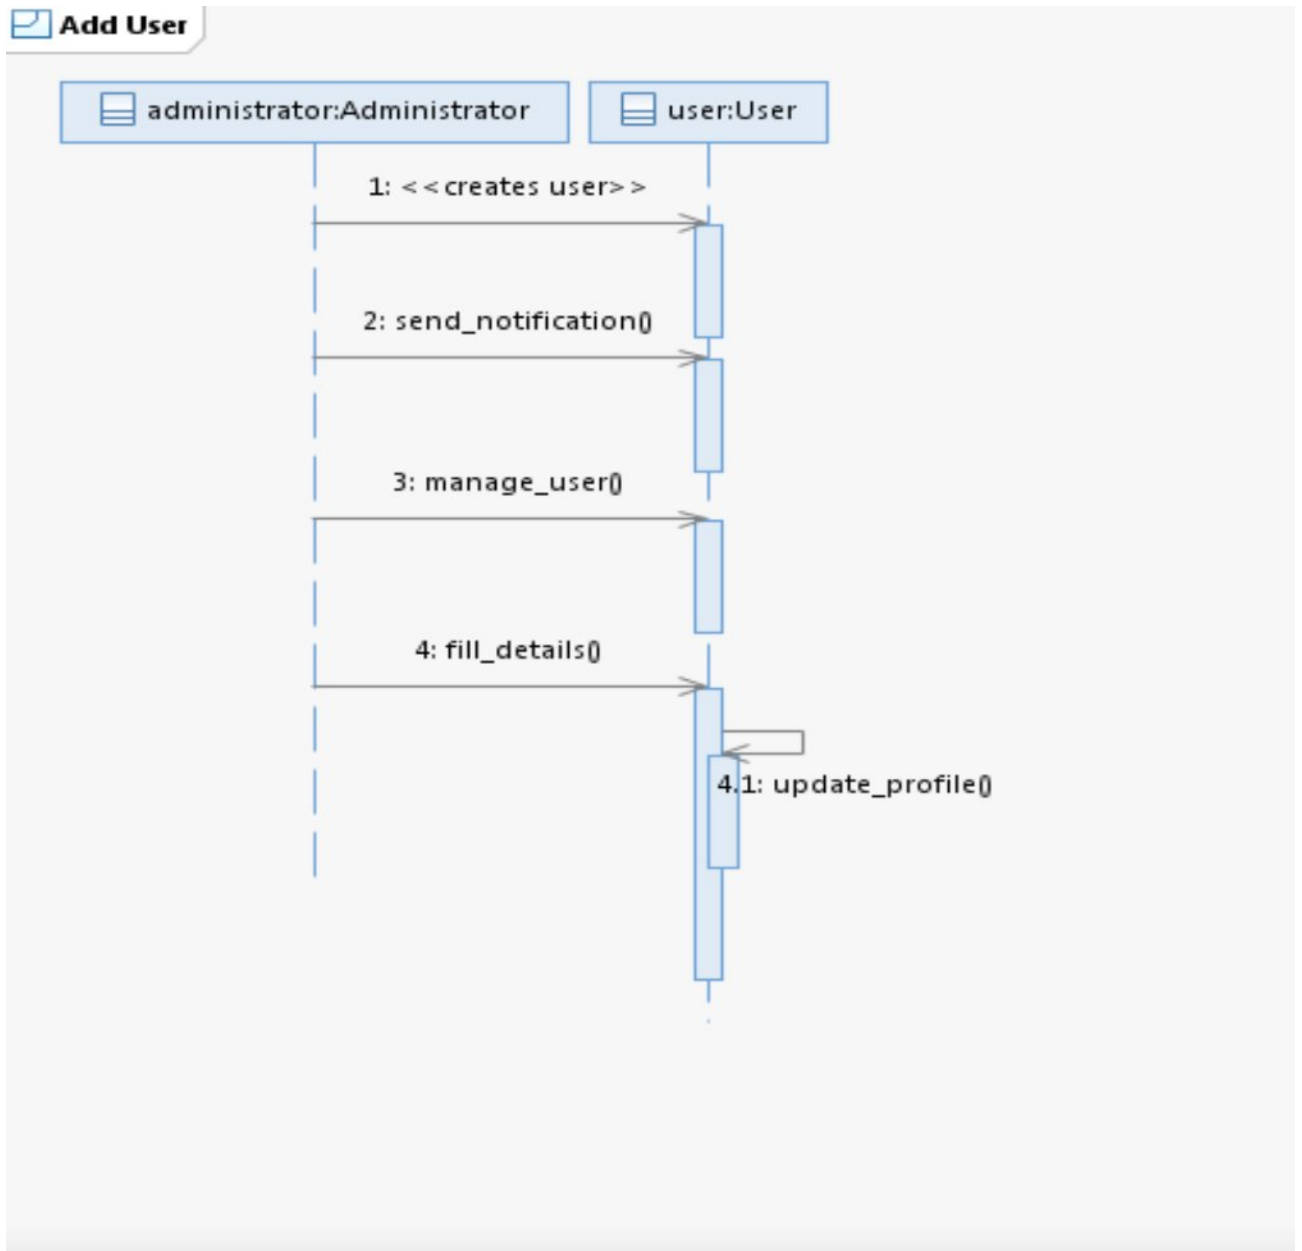 Add User
administrator:Administrator
user:User
1: <<creates user>>
2: send_notification()
3: manage_user()
4: fill_details()
4.1: update_profile()